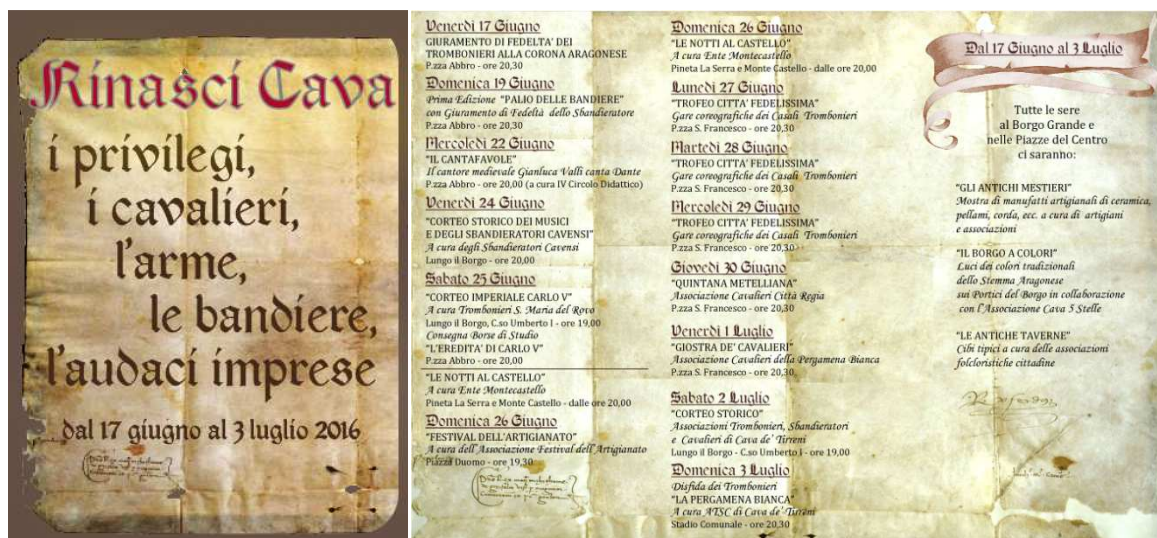 Rinasci Cava
i privilegi,
i cavalieri,
l'arme,
le bandiere,
l'audaci imprese
dal 17 giugno al 3 luglio 2016
Venerdì 17 Giugno
GIURAMENTO DI FEDELTA' DEI
TROMBONIERI ALLA CORONA ARAGONESE
P.zza Abbro - ore 20,30
Domenica 19 Giugno
Prima Edizione "PALIO DELLE BANDIERE"
con Giuramento di Fedeltà dello Sbandieratore
P.zza Abbro - ore 20,30
Mercoledì 22 Giugno
"IL CANTAFAVOLE"
Il cantore medievale Gianluca Valli canta Dante
P.zza Abbro - ore 20,00 (a cura IV Circolo Didattico)
Venerdì 24 Giugno
"CORTEO STORICO DEI MUSICI
E DEGLI SBANDIERATORI CAVENSI"
A cura degli Sbandieratori Cavensi
Lungo il Borgo - ore 20,00
Sabato 25 Giugno
"CORTEO IMPERIALE CARLO V"
A cura Trombonieri S. Maria del Rovo
Lungo il Borgo, C.so Umberto I - ore 19,00
Consegna Borse di Studio
"L'EREDITA' DI CARLO V"
P.zza Abbro - ore 20,00
"LE NOTTI AL CASTELLO"
A cura Ente Montecastello
Pineta La Serra e Monte Castello - dalle ore 20,00
Domenica 26 Giugno
"FESTIVAL DELL'ARTIGIANATO"
A cura dell'Associazione Festival dell'Artigianato
Piazza Duomo - ore 19,30
Domenica 26 Giugno
"LE NOTTI AL CASTELLO"
A cura Ente Montecastello
Pineta La Serra e Monte Castello - dalle ore 20,00
Lunedì 27 Giugno
"TROFEO CITTA' FEDELISSIMA"
Gare coreografiche dei Casali Trombonieri
P.zza S. Francesco - ore 20,30
Martedì 28 Giugno
"TROFEO CITTA' FEDELISSIMA"
Gare coreografiche dei Casali Trombonieri
P.zza S. Francesco - ore 20,30
Mercoledì 29 Giugno
"TROFEO CITTA' FEDELISSIMA"
Gare coreografiche dei Casali Trombonieri
P.zza S. Francesco - ore 20,30
Giovedì 30 Giugno
"QUINTANA METELLIANA"
Associazione Cavalieri Città Regia
P.zza S. Francesco - ore 20,30
Venerdì 1 Luglio
"GIOSTRA DE' CAVALIERI"
Associazione Cavalieri della Pergamena Bianca
P.zza S. Francesco - ore 20,30
Sabato 2 Luglio
"CORTEO STORICO"
Associazioni Trombonieri, Sbandieratori
e Cavalieri di Cava de' Tirreni
Lungo il Borgo - C.so Umberto I - ore 19,00
Domenica 3 Luglio
Disfida dei Trombonieri
"LA PERGAMENA BIANCA"
A cura ATSC di Cava de' Tirreni
Stadio Comunale - ore 20,30
Dal 17 Giugno al 3 Luglio
Tutte le sere
al Borgo Grande e
nelle Piazze del Centro
ci saranno:
"GLI ANTICHI MESTIERI"
Mostra di manufatti artigianali di ceramica,
pellami, corda, ecc. a cura di artigiani
e associazioni
"IL BORGO A COLORI"
Luci dei colori tradizionali
dello Stemma Aragonese
sui Portici del Borgo in collaborazione
con l'Associazione Cava 5 Stelle
"LE ANTICHE TAVERNE"
Cibi tipici a cura delle associazioni
folcloristiche cittadine